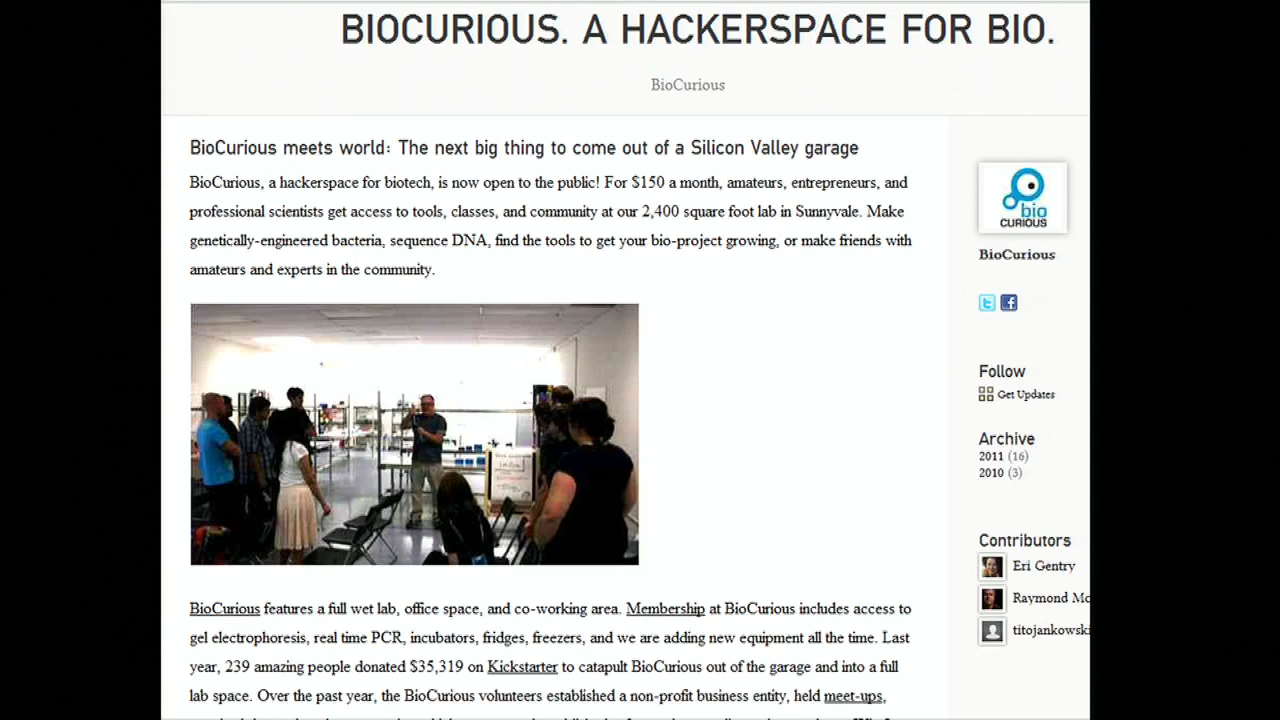 BIOCURIOUS. A HACKERSPACE FOR BIO.
BioCurious
BioCurious meets world: The next big thing to come out of a Silicon Valley garage
BioCurious, a hackerspace for biotech, is now open to the public! For $150 a month, amateurs, entrepreneurs, and
professional scientists get access to tools, classes, and community at our 2,400 square foot lab in Sunnyvale. Make
genetically-engineered bacteria, sequence DNA, find the tools to get your bio-project growing, or make friends with
amateurs and experts in the community.
BioCurious features a full wet lab, office space, and co-working area. Membership at BioCurious includes access to
gel electrophoresis, real time PCR, incubators, fridges, freezers, and we are adding new equipment all the time. Last
year, 239 amazing people donated $35,319 on Kickstarter to catapult BioCurious out of the garage and into a full
lab space. Over the past year, the BioCurious volunteers established a non-profit business entity, held meet-ups,
bio
CURIOUS
BioCurious
Follow
Get Updates
Archive
2011 (16)
2010 (3)
Contributors
Eri Gentry
Raymond Mc
titojankowski